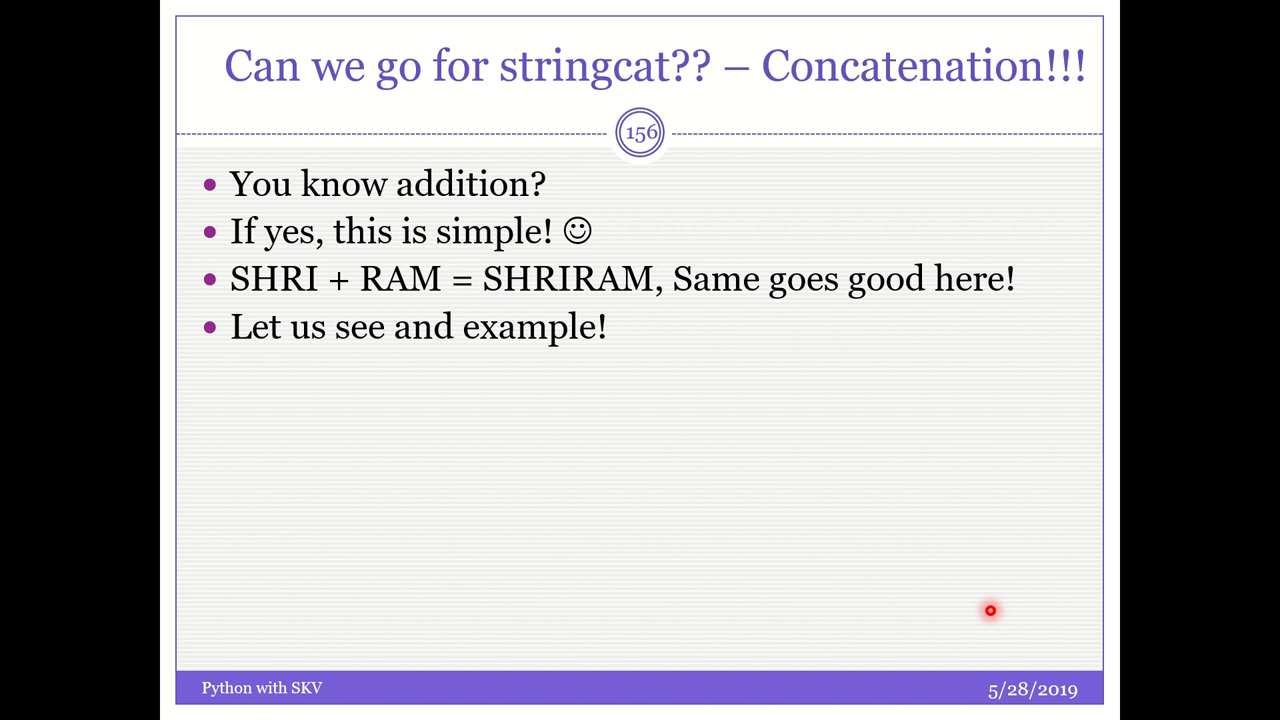 Can we go for stringcat?? – Concatenation!!!
156
You know addition?
If yes, this is simple! ☺
SHRI + RAM = SHRIRAM, Same goes good here!
Let us see and example!
Python with SKV
5/28/2019